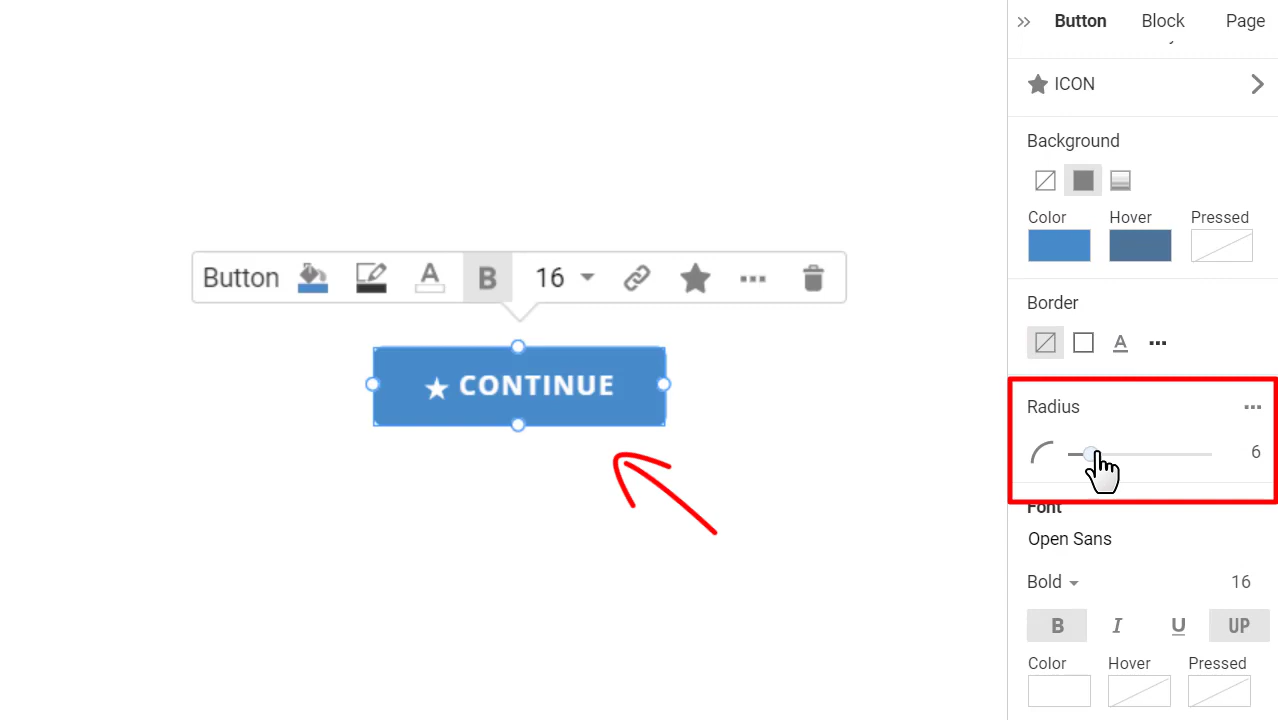 Button Block Page
ICON
Background
Color Hover Pressed
Button A B 16
Border
A
CONTINUE
Radius
6
Font
Open Sans
Bold 16
B I U UP
Color Hover Pressed